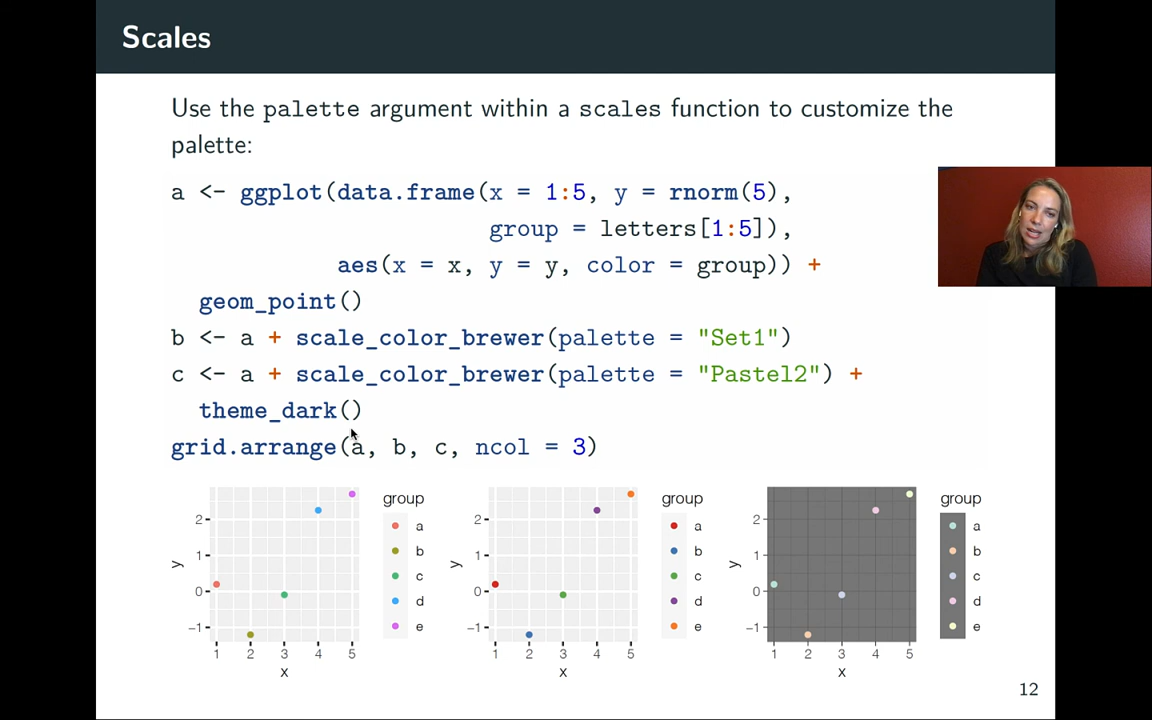 Scales
Use the palette argument within a scales function to customize the
palette:
a <- ggplot(data.frame(x = 1:5, y = rnorm(5),
group = letters[1:5]),
aes(x = x, y = y, color = group)) +
geom_point()
b <- a + scale_color_brewer(palette = "Set1")
c <- a + scale_color_brewer(palette = "Pastel2") +
theme_dark()
grid.arrange(a, b, c, ncol = 3)
group
a
b
c
d
e
2
1
0
−1
y
1 2 3 4 5
x
group
a
b
c
d
e
2
1
0
−1
y
1 2 3 4 5
x
group
a
b
c
d
e
2
1
0
−1
y
1 2 3 4 5
x
12